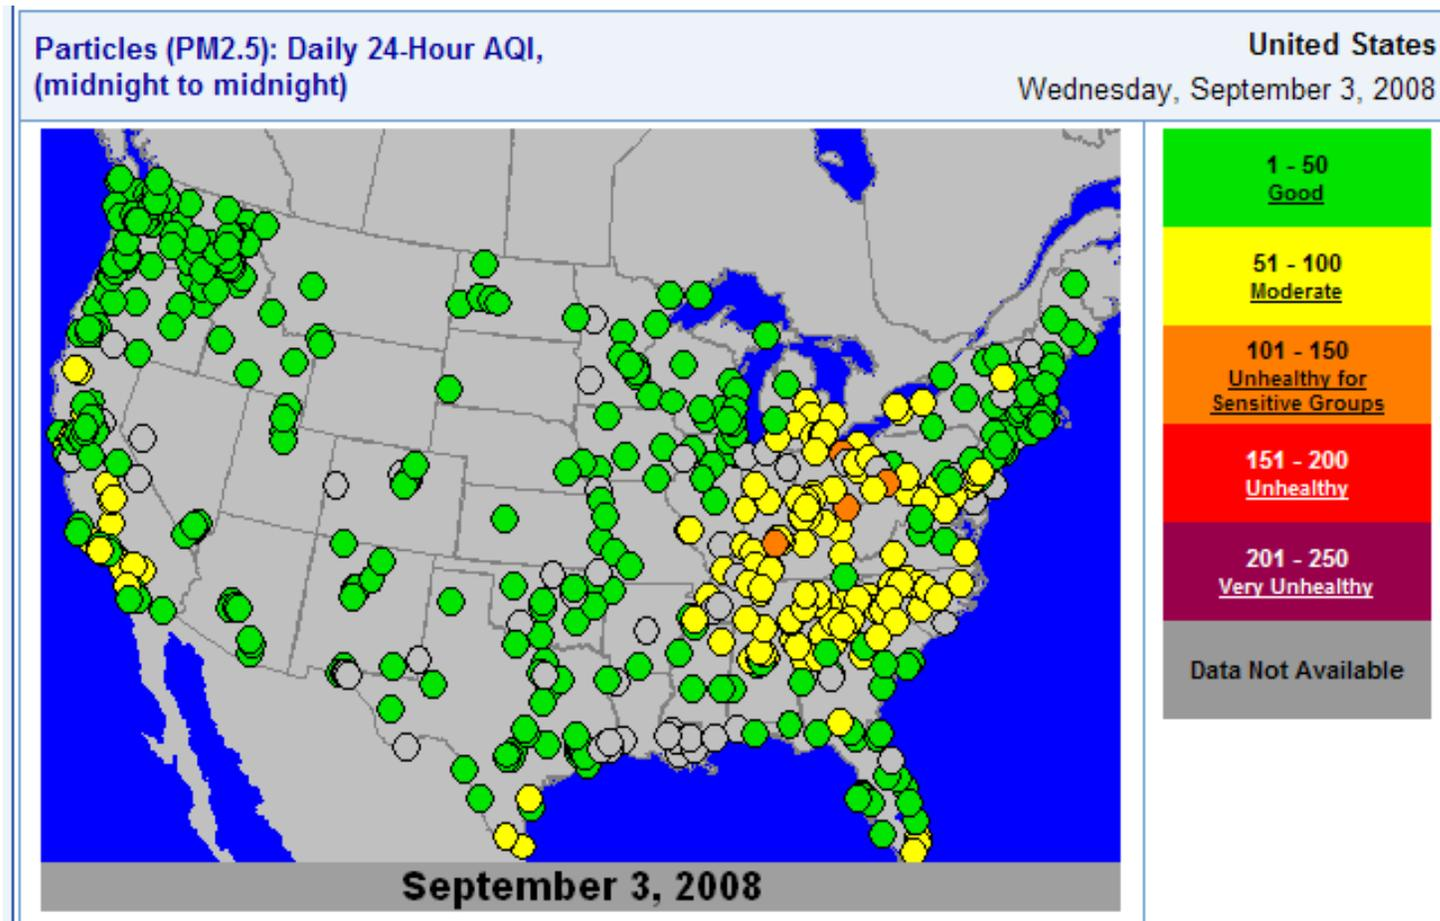 Particles (PM2.5): Daily 24-Hour AQI,
(midnight to midnight)
United States
Wednesday, September 3, 2008
1 - 50
Good
51 - 100
Moderate
101 - 150
Unhealthy for
Sensitive Groups
151 - 200
Unhealthy
201 - 250
Very Unhealthy
Data Not Available
September 3, 2008